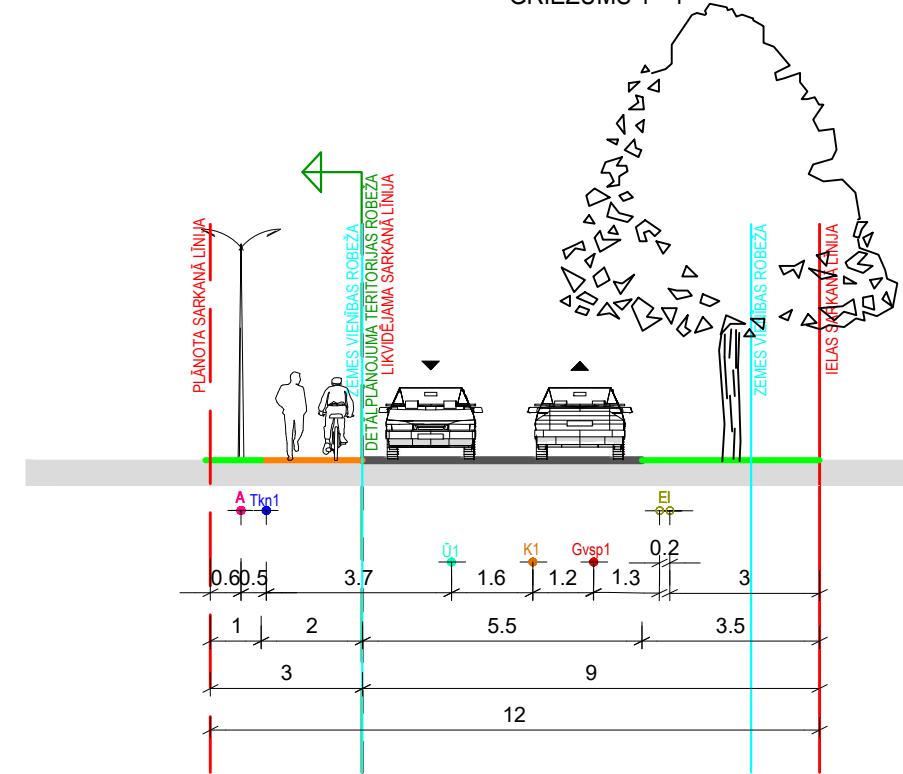 PLĀNOTA SARKANĀ LĪNIJA
ZEMES VIENĪBAS ROBEŽA
DETĀLPLĀNOJUMA TERITORIJAS ROBEŽA
LIKVIDĒJAMA SARKANĀ LĪNIJA
ZEMES VIENĪBAS ROBEŽA
IELAS SARKANĀ LĪNIJA
A Tkn1 El
Ū1 K1 Gvsp1 0.2
0.6 0.5 3.7 1.6 1.2 1.3 3
1 2 5.5 3.5
3 9
12